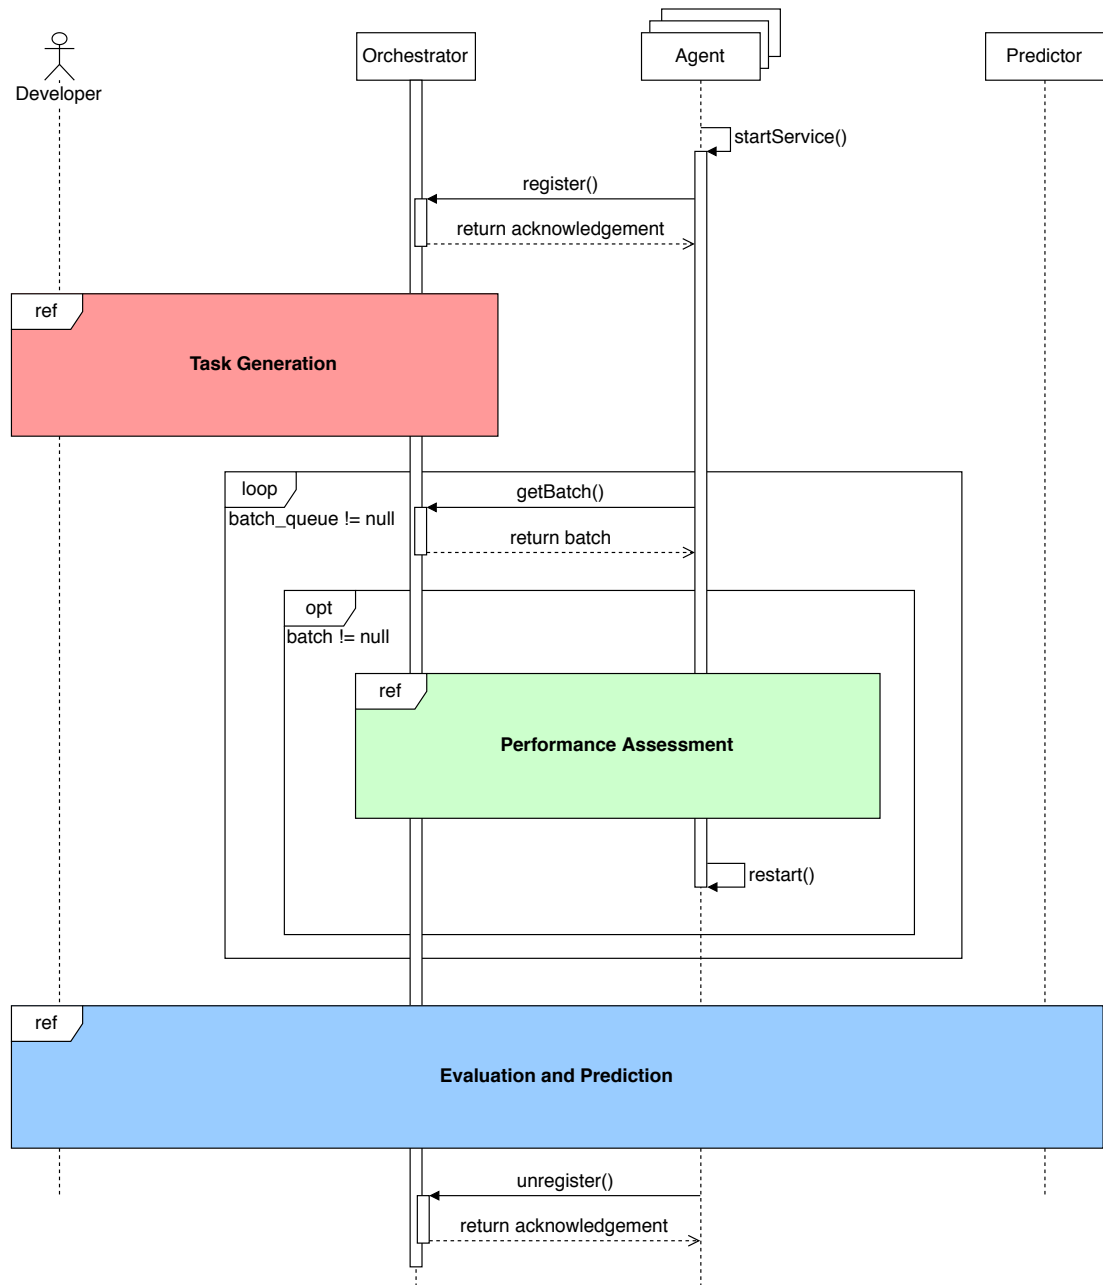 Developer
Orchestrator
Agent
Predictor
startService()
register()
return acknowledgement
ref
Task Generation
loop
batch_queue != null
getBatch()
return batch
opt
batch != null
ref
Performance Assessment
restart()
ref
Evaluation and Prediction
unregister()
return acknowledgement